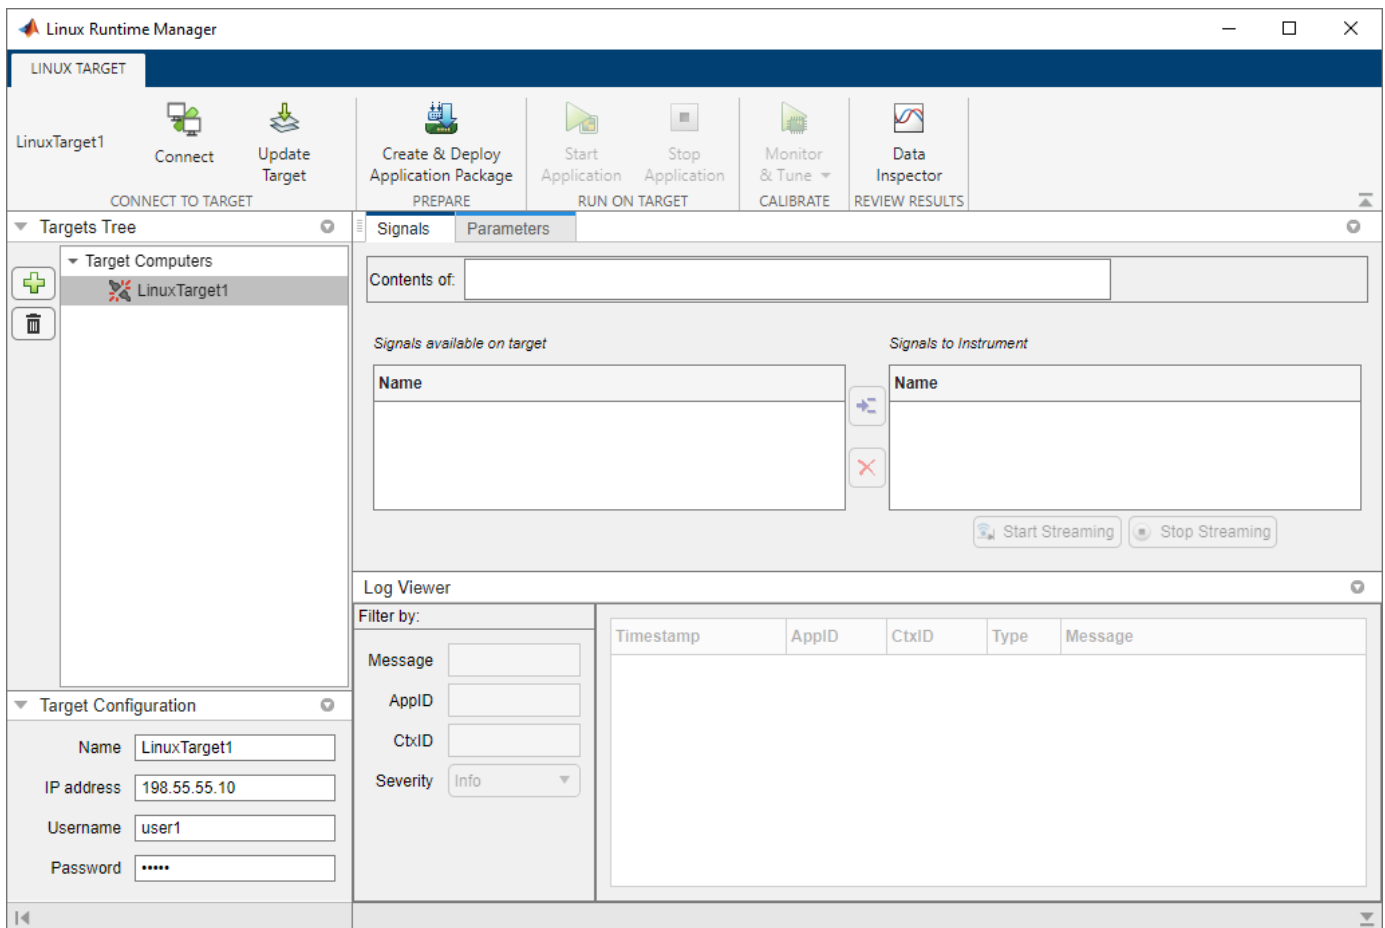 Linux Runtime Manager
LINUX TARGET
LinuxTarget1
Connect
Update
Target
CONNECT TO TARGET
Create & Deploy
Application Package
PREPARE
Start
Application
Stop
Application
RUN ON TARGET
Monitor
& Tune
CALIBRATE
Data
Inspector
REVIEW RESULTS
Targets Tree
Target Computers
LinuxTarget1
Signals
Parameters
Contents of:
Signals available on target
Signals to Instrument
Name
Name
Start Streaming
Stop Streaming
Log Viewer
Filter by:
Message
AppID
CtxID
Severity
Info
Timestamp
AppID
CtxID
Type
Message
Target Configuration
Name
LinuxTarget1
IP address
198.55.55.10
Username
user1
Password
•••••